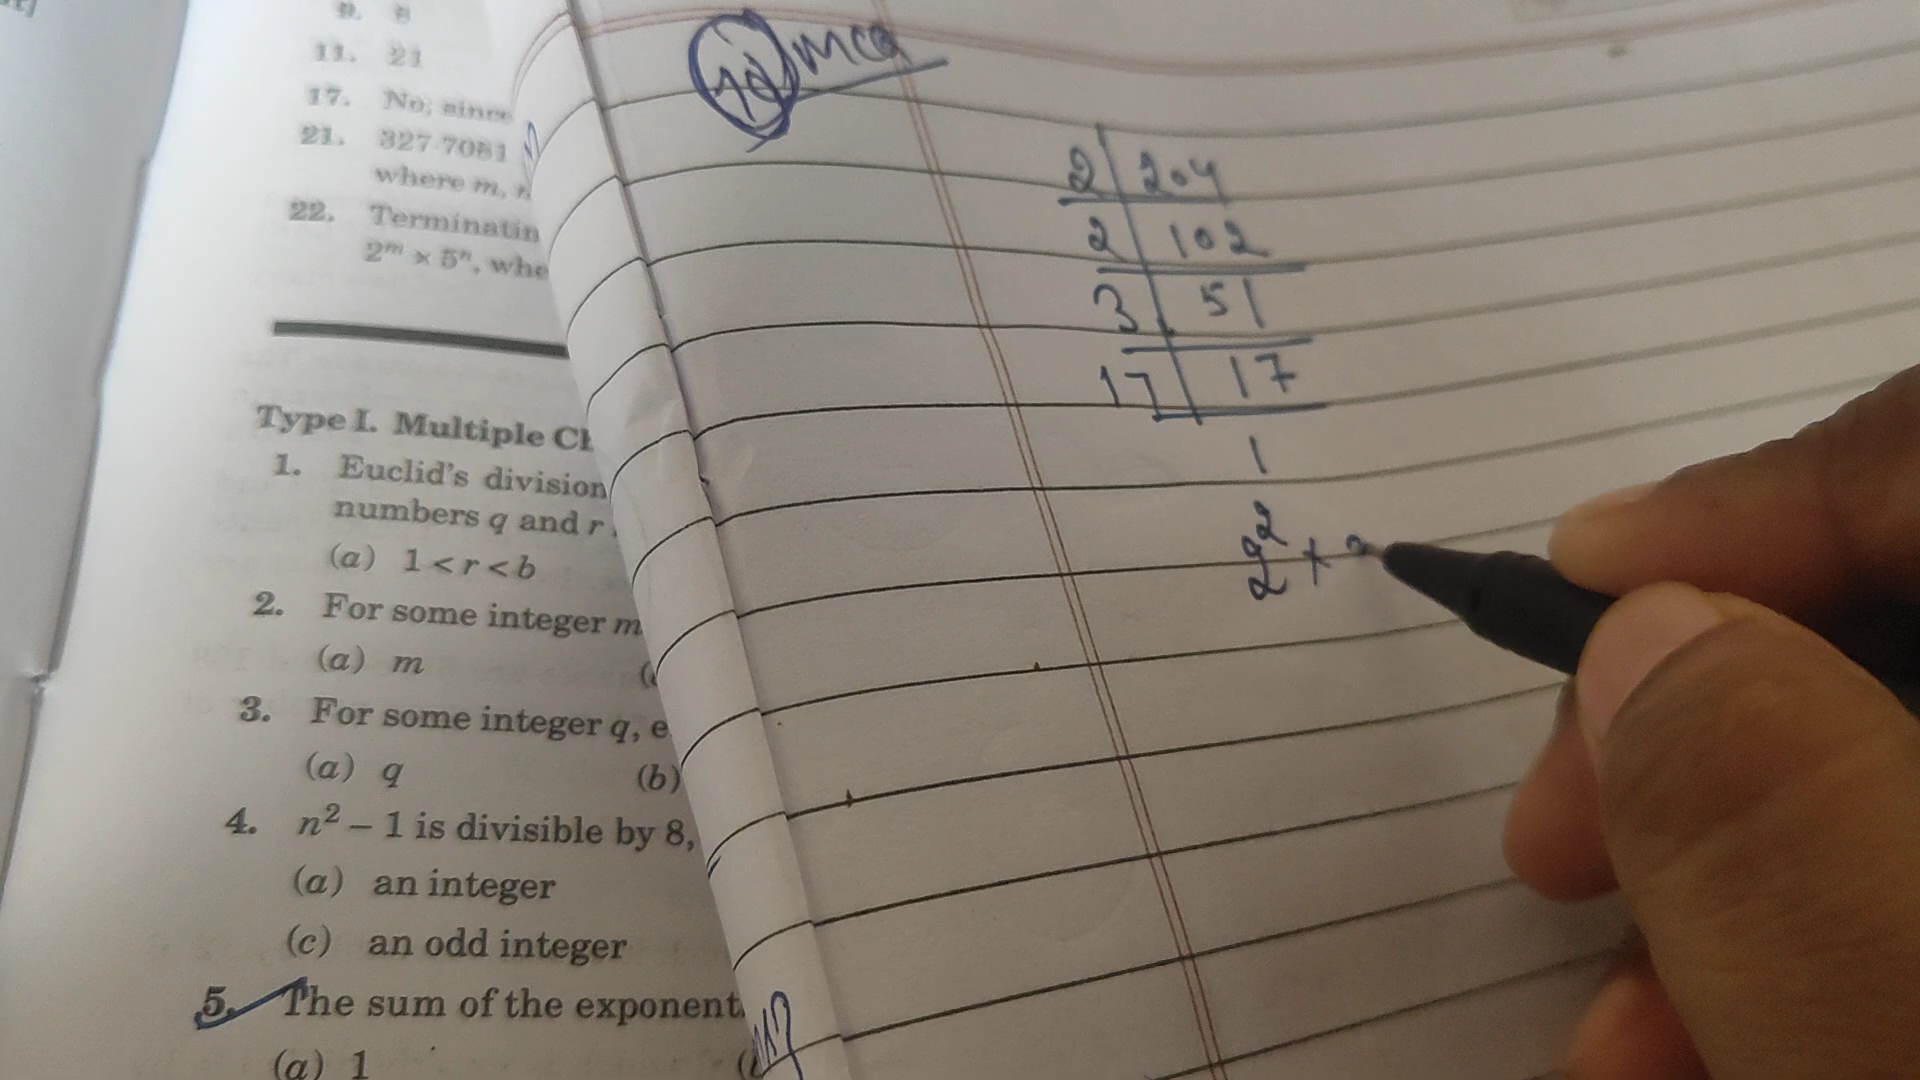 11. 21
17. No; since
21. 327.7081
where m, n
22. Terminatin
2^m × 5^n, whe
Type I. Multiple Ch
1. Euclid's division
numbers q and r
(a) 1 < r < b
2. For some integer m
(a) m
3. For some integer q, e
(a) q (b)
4. n² – 1 is divisible by 8,
(a) an integer
(c) an odd integer
5. The sum of the exponent
(a) 1
MCQ
2 204
2 102
3 51
17 17
1
2² ×